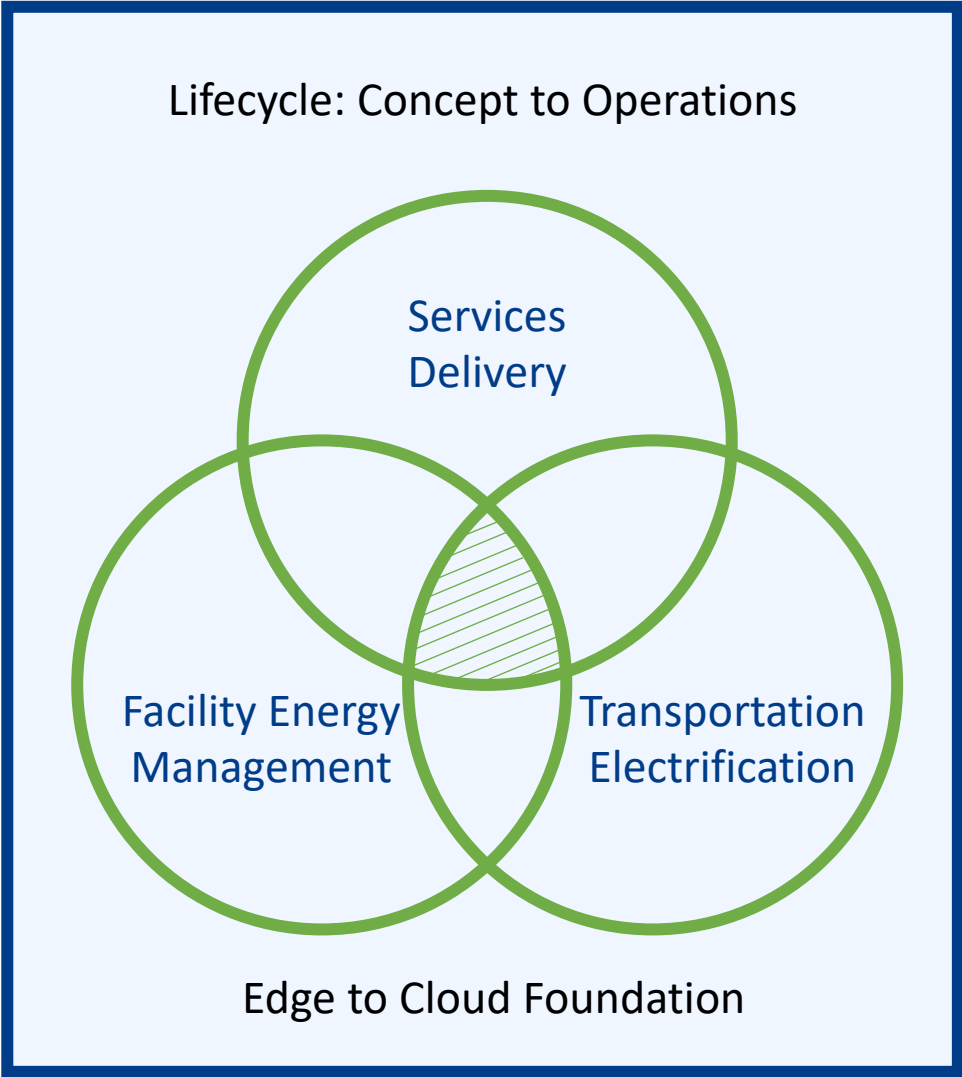 Lifecycle: Concept to Operations
Services
Delivery
Facility Energy
Management
Transportation
Electrification
Edge to Cloud Foundation